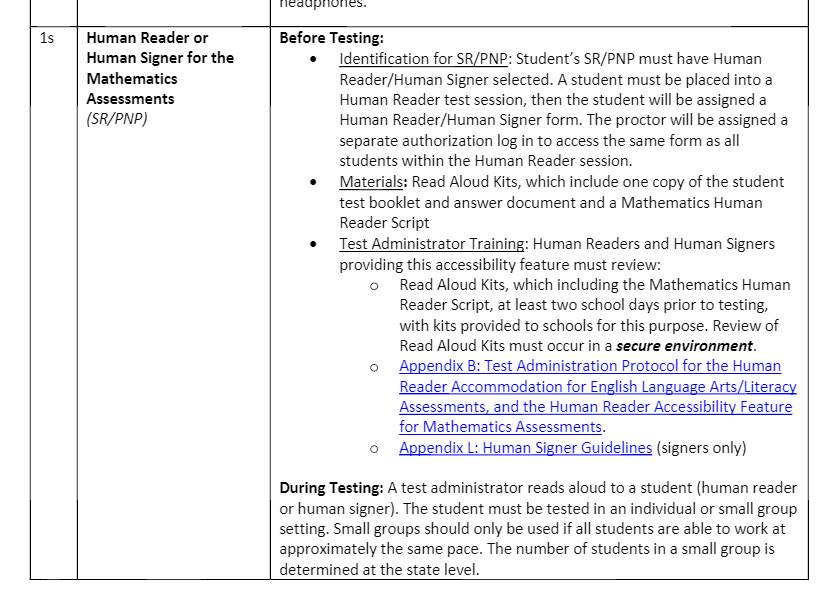 headphones.
1s
Human Reader or
Human Signer for the
Mathematics
Assessments
(SR/PNP)
Before Testing:
• Identification for SR/PNP: Student’s SR/PNP must have Human
Reader/Human Signer selected. A student must be placed into a
Human Reader test session, then the student will be assigned a
Human Reader/Human Signer form. The proctor will be assigned a
separate authorization log in to access the same form as all
students within the Human Reader session.
• Materials: Read Aloud Kits, which include one copy of the student
test booklet and answer document and a Mathematics Human
Reader Script
• Test Administrator Training: Human Readers and Human Signers
providing this accessibility feature must review:
o Read Aloud Kits, which including the Mathematics Human
Reader Script, at least two school days prior to testing,
with kits provided to schools for this purpose. Review of
Read Aloud Kits must occur in a secure environment.
o Appendix B: Test Administration Protocol for the Human
Reader Accommodation for English Language Arts/Literacy
Assessments, and the Human Reader Accessibility Feature
for Mathematics Assessments.
o Appendix L: Human Signer Guidelines (signers only)
During Testing: A test administrator reads aloud to a student (human reader
or human signer). The student must be tested in an individual or small group
setting. Small groups should only be used if all students are able to work at
approximately the same pace. The number of students in a small group is
determined at the state level.